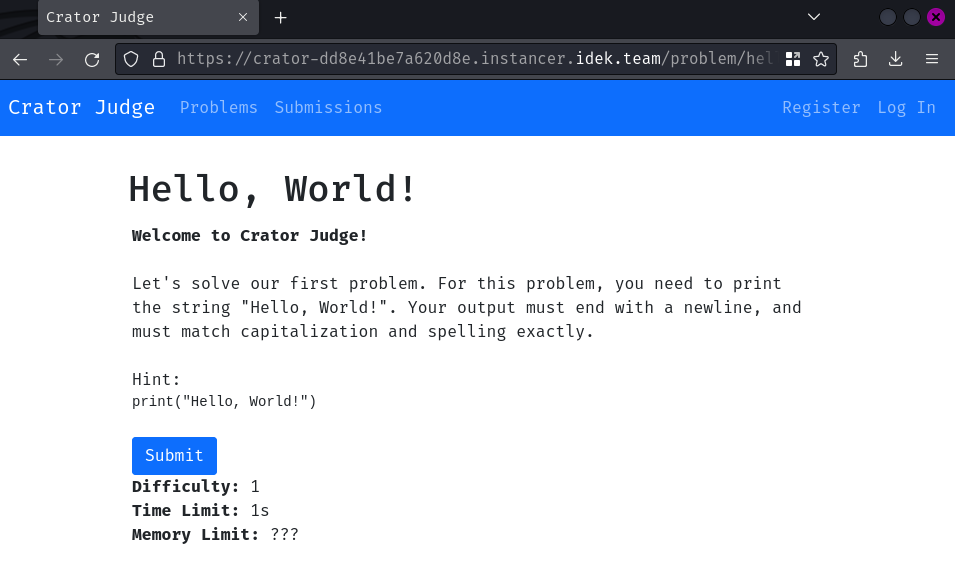 Crator Judge
https://crator-dd8e41be7a620d8e.instancer.idek.team/problem/hel
Crator Judge Problems Submissions Register Log In
Hello, World!
Welcome to Crator Judge!
Let's solve our first problem. For this problem, you need to print
the string "Hello, World!". Your output must end with a newline, and
must match capitalization and spelling exactly.
Hint:
print("Hello, World!")
Submit
Difficulty: 1
Time Limit: 1s
Memory Limit: ???